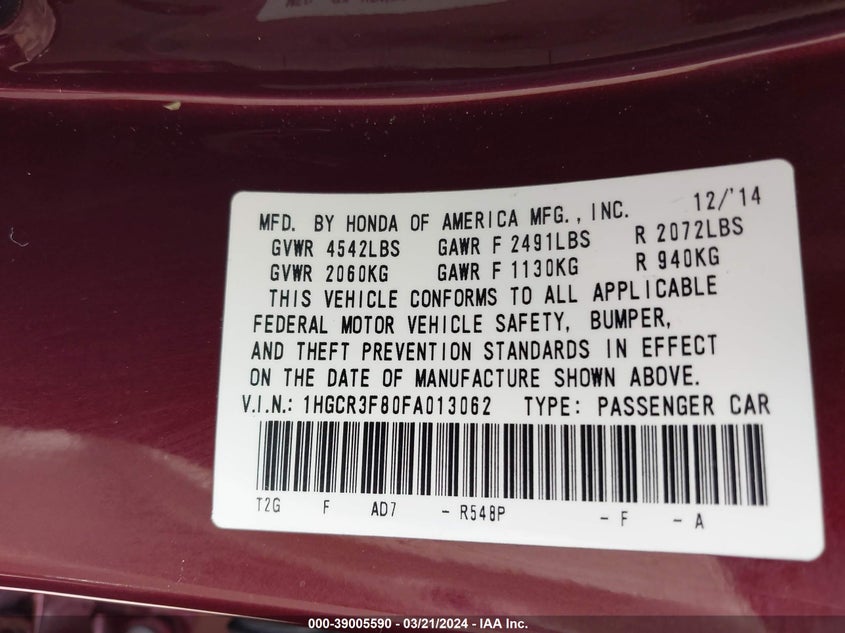 MFD. BY HONDA OF AMERICA MFG., INC. 12/'14
GVWR 4542LBS GAWR F 2491LBS R 2072LBS
GVWR 2060KG GAWR F 1130KG R 940KG
THIS VEHICLE CONFORMS TO ALL APPLICABLE
FEDERAL MOTOR VEHICLE SAFETY, BUMPER,
AND THEFT PREVENTION STANDARDS IN EFFECT
ON THE DATE OF MANUFACTURE SHOWN ABOVE.
V.I.N.: 1HGCR3F80FA013062 TYPE: PASSENGER CAR
T2G F AD7 - R548P - F - A
000-39005590 - 03/21/2024 - IAA Inc.